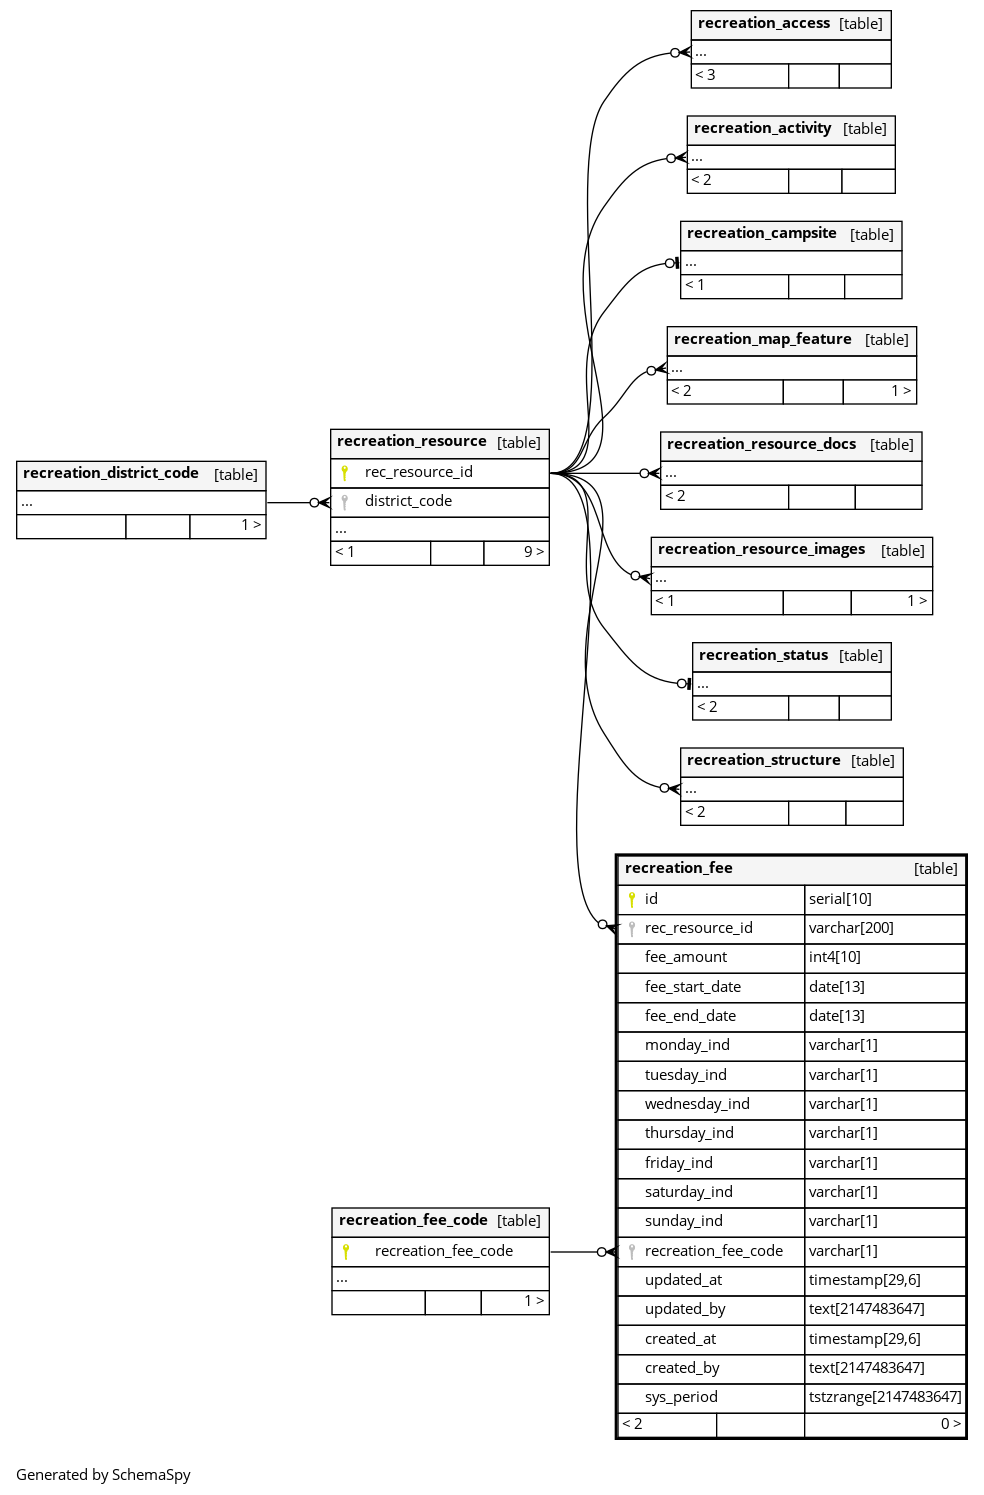 recreation_access [table]
...
< 3
recreation_activity [table]
...
< 2
recreation_campsite [table]
...
< 1
recreation_map_feature [table]
...
< 2 1 >
recreation_resource_docs [table]
...
< 2
recreation_resource_images [table]
...
< 1 1 >
recreation_status [table]
...
< 2
recreation_structure [table]
...
< 2
recreation_district_code [table]
...
1 >
recreation_resource [table]
rec_resource_id
district_code
...
< 1 9 >
recreation_fee [table]
id serial[10]
rec_resource_id varchar[200]
fee_amount int4[10]
fee_start_date date[13]
fee_end_date date[13]
monday_ind varchar[1]
tuesday_ind varchar[1]
wednesday_ind varchar[1]
thursday_ind varchar[1]
friday_ind varchar[1]
saturday_ind varchar[1]
sunday_ind varchar[1]
recreation_fee_code varchar[1]
updated_at timestamp[29,6]
updated_by text[2147483647]
created_at timestamp[29,6]
created_by text[2147483647]
sys_period tstzrange[2147483647]
< 2 0 >
recreation_fee_code [table]
recreation_fee_code
...
1 >
Generated by SchemaSpy